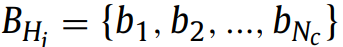 $B_{H_i} = \{b_1, b_2, ..., b_{N_c}\}$